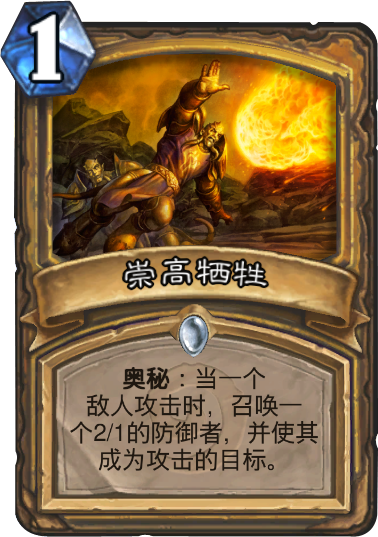 1
崇高牺牲
奥秘：当一个
敌人攻击时，召唤一
个2/1的防御者，并使其
成为攻击的目标。